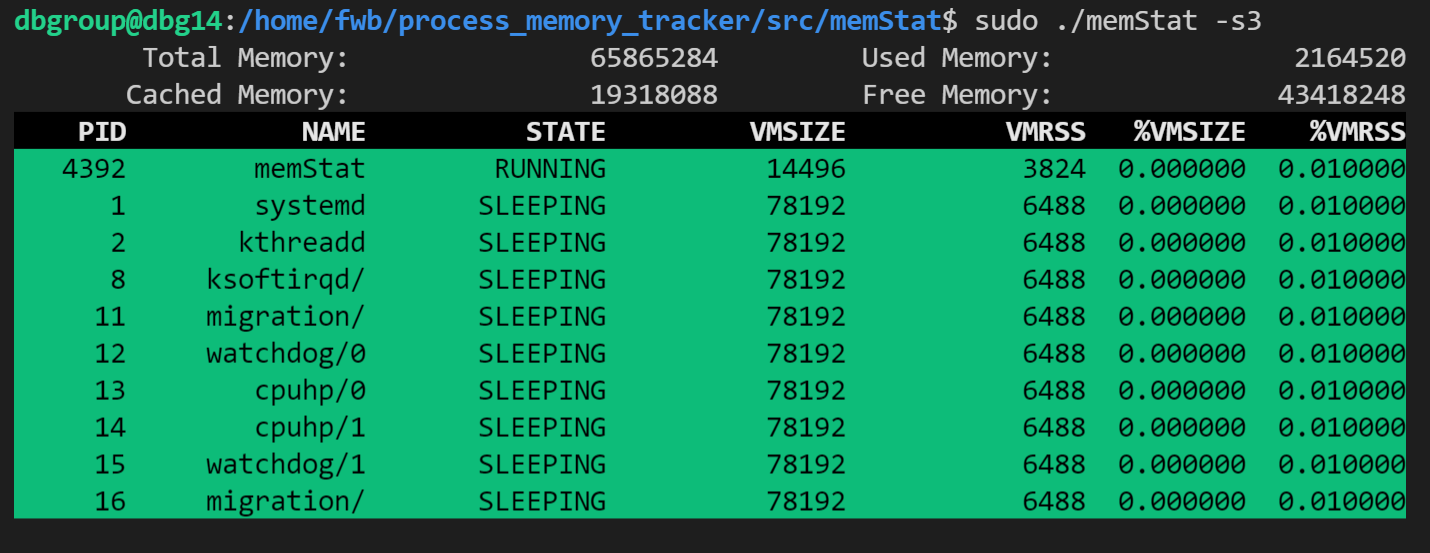 dbgroup@dbg14:/home/fwb/process_memory_tracker/src/memStat$ sudo ./memStat -s3
Total Memory: 65865284 Used Memory: 2164520
Cached Memory: 19318088 Free Memory: 43418248
PID NAME STATE VMSIZE VMRSS %VMSIZE %VMRSS
4392 memStat RUNNING 14496 3824 0.000000 0.010000
1 systemd SLEEPING 78192 6488 0.000000 0.010000
2 kthreadd SLEEPING 78192 6488 0.000000 0.010000
8 ksoftirqd/ SLEEPING 78192 6488 0.000000 0.010000
11 migration/ SLEEPING 78192 6488 0.000000 0.010000
12 watchdog/0 SLEEPING 78192 6488 0.000000 0.010000
13 cpuhp/0 SLEEPING 78192 6488 0.000000 0.010000
14 cpuhp/1 SLEEPING 78192 6488 0.000000 0.010000
15 watchdog/1 SLEEPING 78192 6488 0.000000 0.010000
16 migration/ SLEEPING 78192 6488 0.000000 0.010000